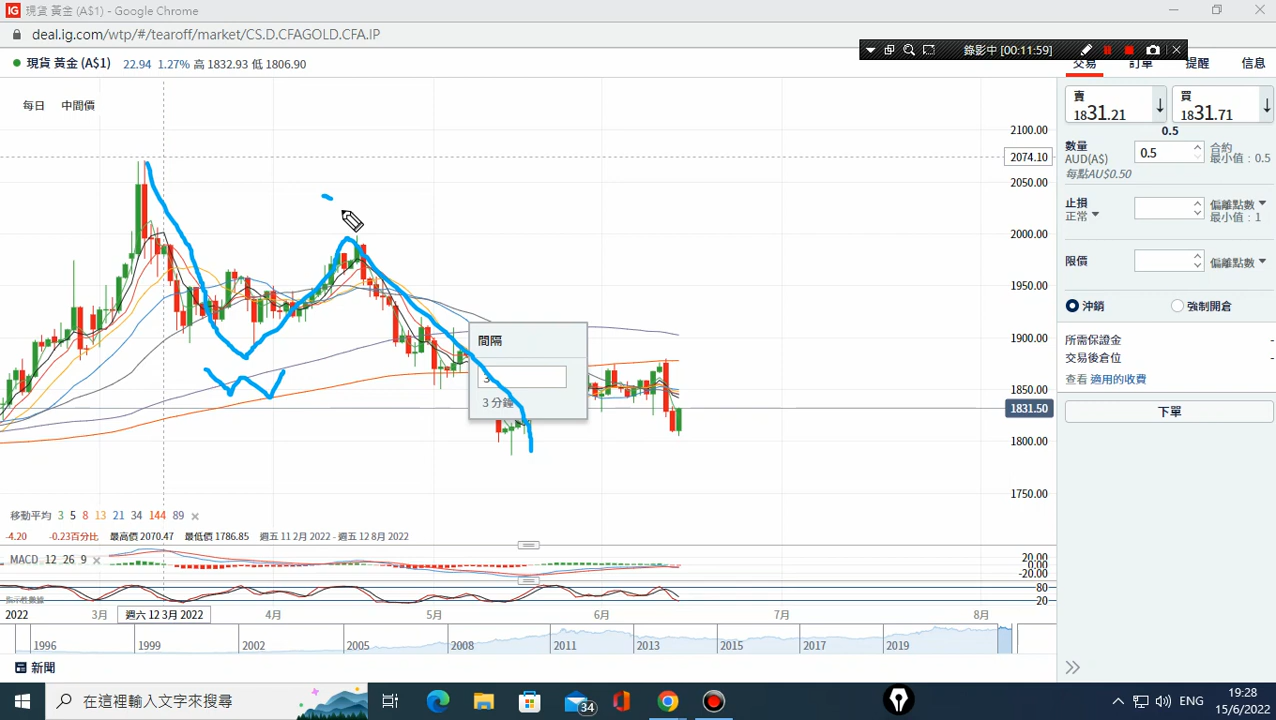 IG 現貨 黃金 (A$1) - Google Chrome
deal.ig.com/wtp/#/tearoff/market/CS.D.CFAGOLD.CFA.IP
錄影中 [00:11:59]
現貨 黃金 (A$1) 22.94 1.27% 高 1832.93 低 1806.90
交易 訂單 提醒 信息
每日 中間價
2100.00
2074.10
2050.00
2000.00
1950.00
1900.00
1850.00
1831.50
1800.00
1750.00
間隔
3
3 分鐘
移動平均 3 5 8 13 21 34 144 89
-4.20 -0.23百分比 最高價 2070.47 最低價 1786.85 週五 11 2月 2022 - 週五 12 8月 2022
MACD 12 26 9
20.00
0.00
-20.00
80
20
2022 3月 週六 12 3月 2022 4月 5月 6月 7月 8月
1996 1999 2002 2005 2008 2011 2013 2015 2017 2019
新聞
賣
1831.21
買
1831.71
0.5
數量
AUD(A$)
0.5
合約
最小值 : 0.5
每點AU$0.50
止損
正常
偏離點數
最小值 : 1
限價
偏離點數
沖銷
強制開倉
所需保證金 -
交易後倉位 -
查看 適用的收費
下單
在這裡輸入文字來搜尋
34
ENG
19:28
15/6/2022